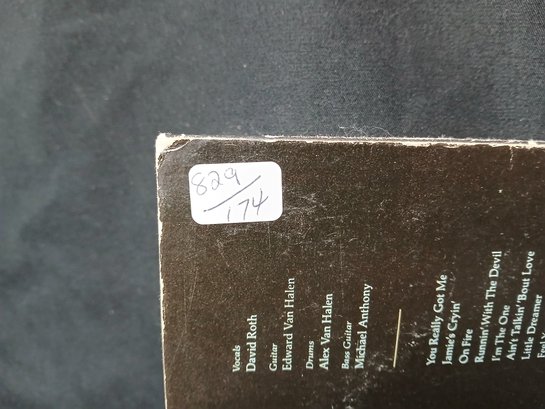 829/174
Vocals
David Roth
Guitar
Edward Van Halen
Drums
Alex Van Halen
Bass Guitar
Michael Anthony
You Really Got Me
Jamie's Cryin'
On Fire
Runnin' With The Devil
I'm The One
Ain't Talkin' 'Bout Love
Little Dreamer
Feel Y